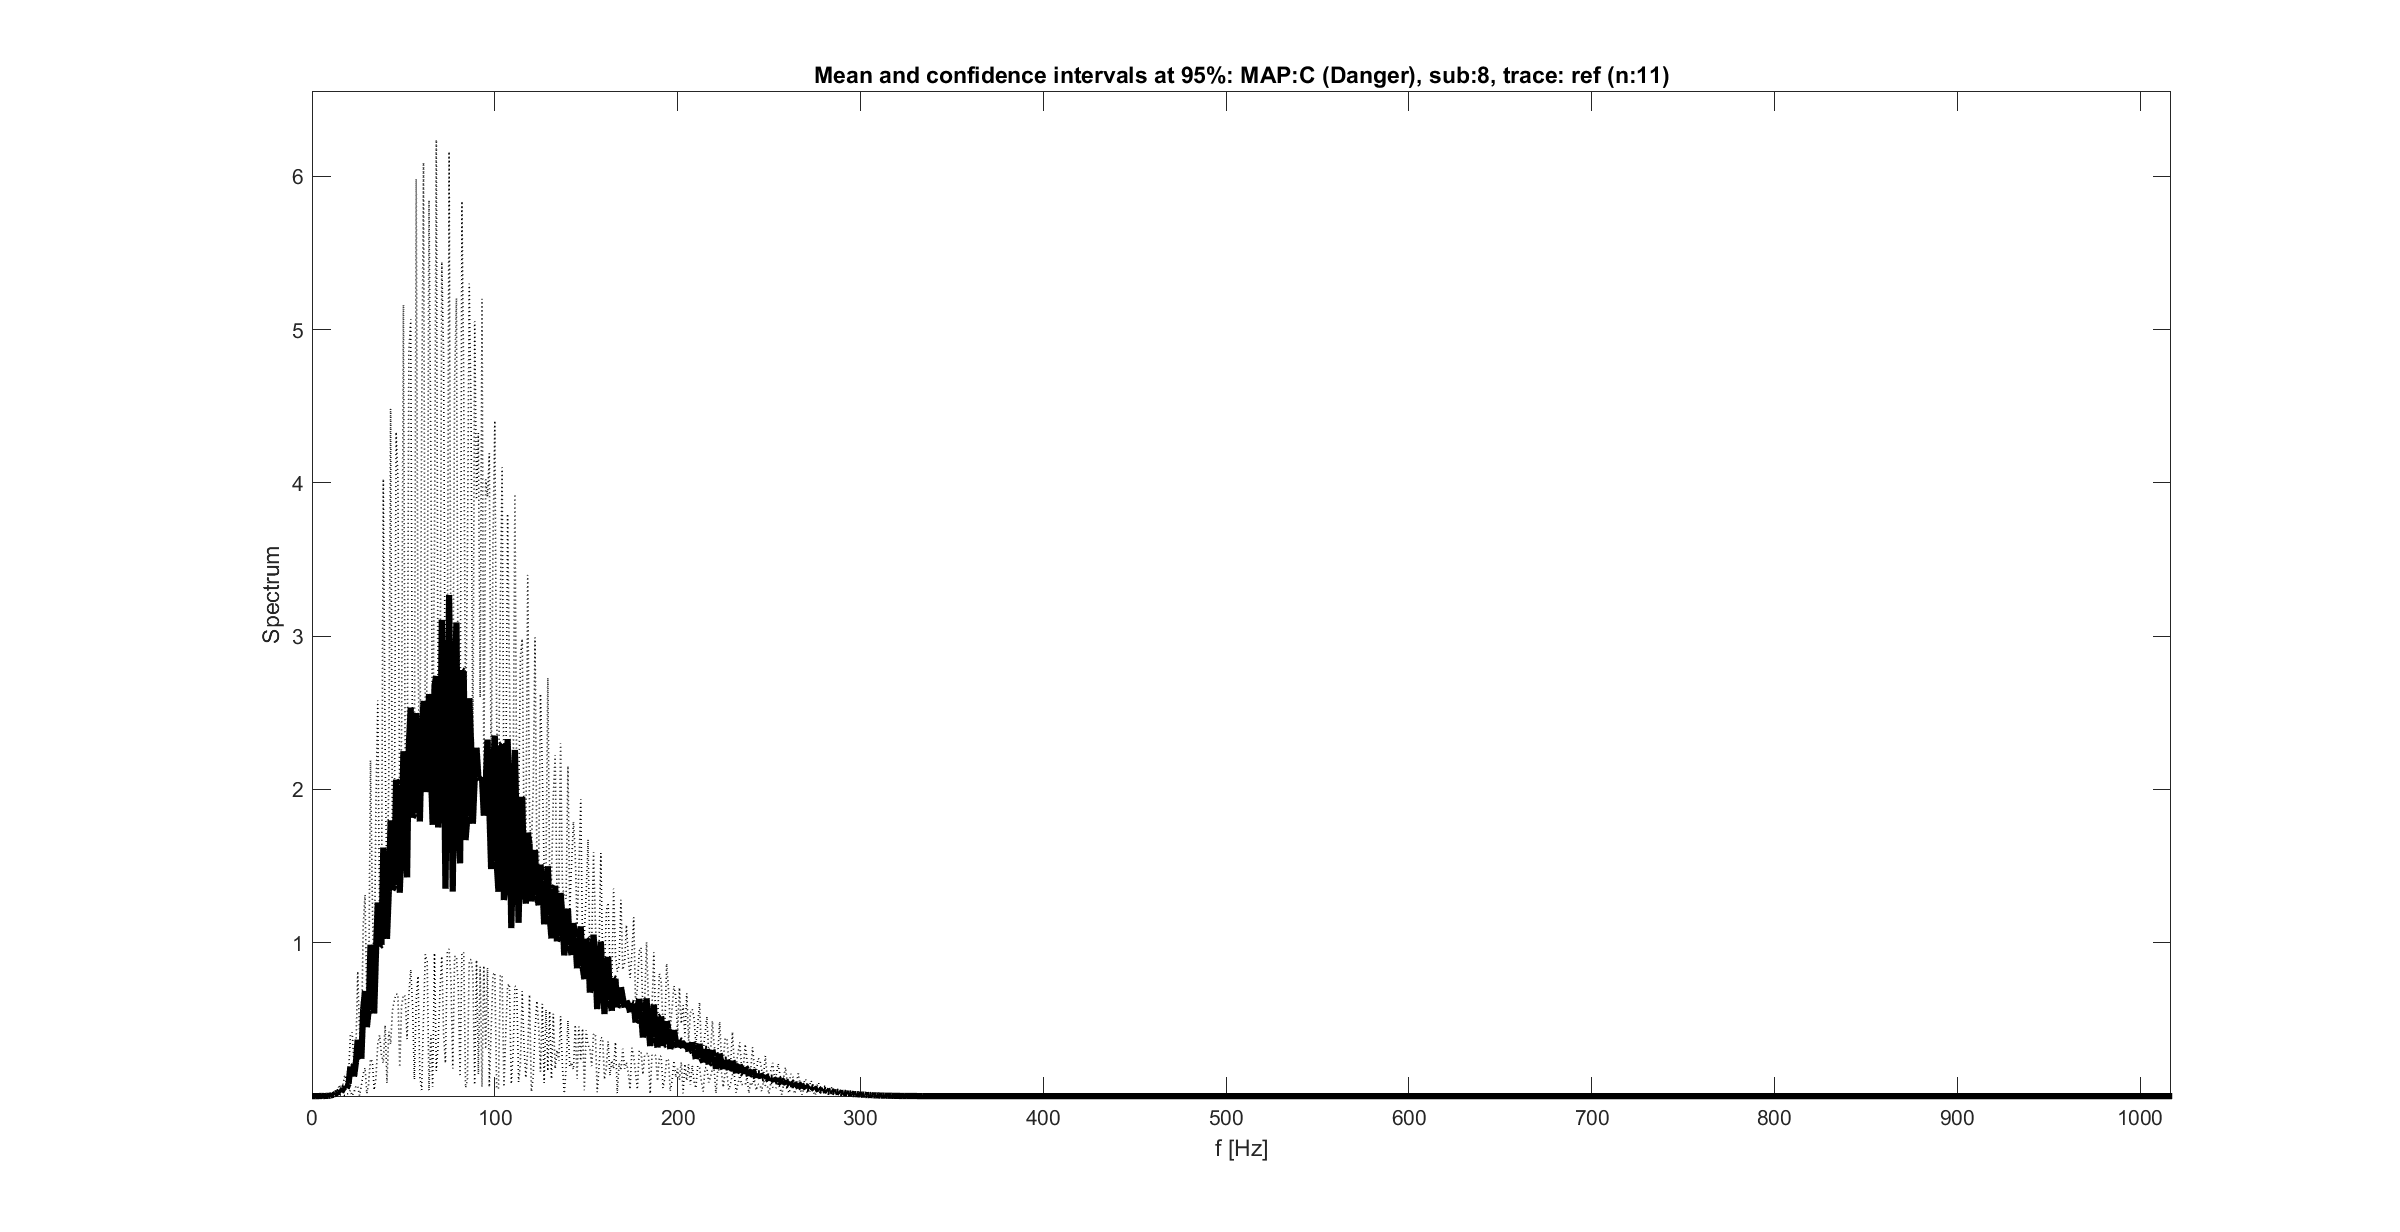 Mean and confidence intervals at 95%: MAP:C (Danger), sub:8, trace: ref (n:11)
6
5
4
3
2
1
Spectrum
0 100 200 300 400 500 600 700 800 900 1000
f [Hz]